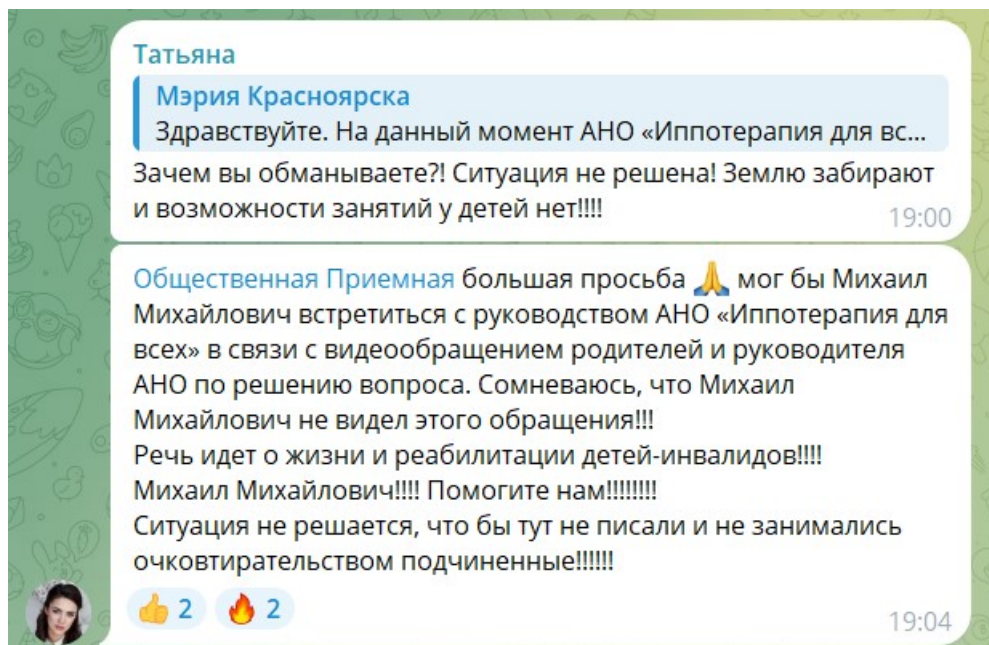 Татьяна
Мэрия Красноярска
Здравствуйте. На данный момент АНО «Иппотерапия для вс...
Зачем вы обманываете?! Ситуация не решена! Землю забирают
и возможности занятий у детей нет!!!!
19:00
Общественная Приемная большая просьба 🙏 мог бы Михаил
Михайлович встретиться с руководством АНО «Иппотерапия для
всех» в связи с видеообращением родителей и руководителя
АНО по решению вопроса. Сомневаюсь, что Михаил
Михайлович не видел этого обращения!!!
Речь идет о жизни и реабилитации детей-инвалидов!!!!
Михаил Михайлович!!!! Помогите нам!!!!!!!!
Ситуация не решается, что бы тут не писали и не занимались
очковтирательством подчиненные!!!!!!
👍 2 🔥 2
19:04